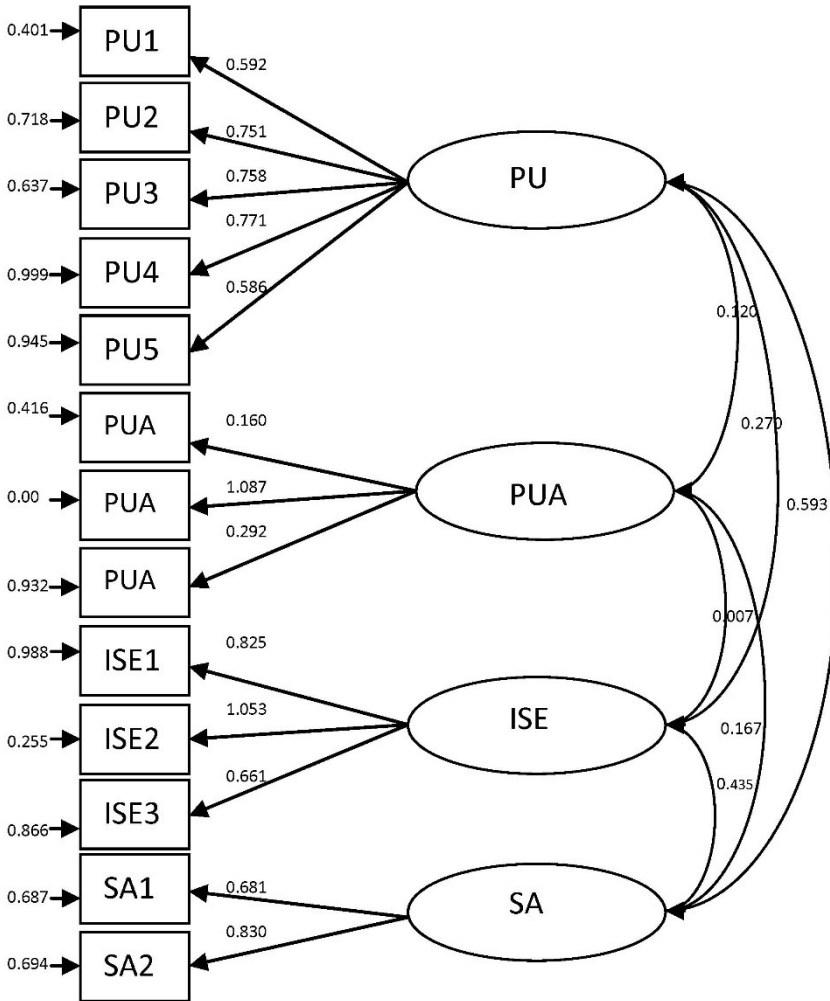 0.401
PU1
0.592
0.718
PU2
0.751
0.637
PU3
0.758
PU
0.771
0.999
PU4
0.586
0.945
PU5
0.120
0.416
PUA
0.160
0.270
0.00
PUA
1.087
PUA
0.593
0.292
0.932
PUA
0.988
ISE1
0.825
0.007
1.053
ISE
0.255
ISE2
0.167
0.661
0.435
0.866
ISE3
0.687
SA1
0.681
SA
0.830
0.694
SA2